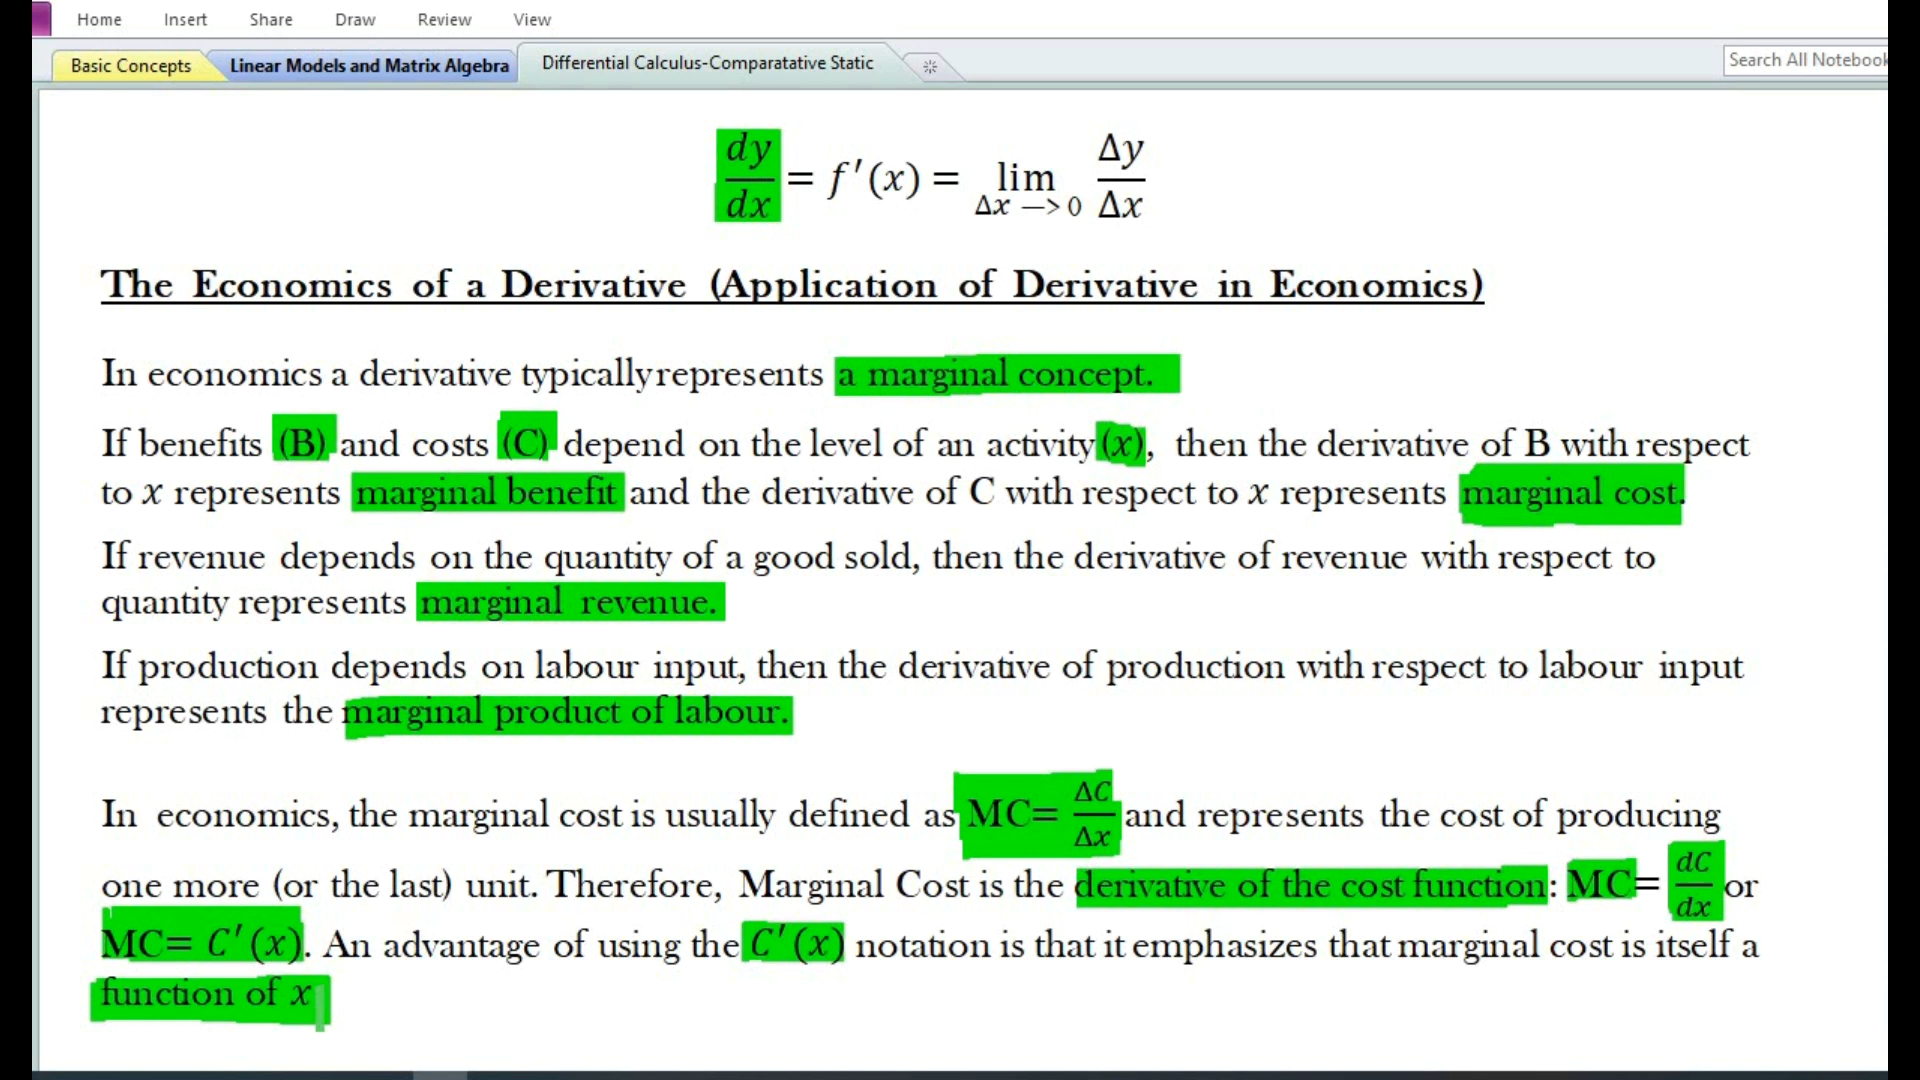 Home Insert Share Draw Review View
Basic Concepts Linear Models and Matrix Algebra Differential Calculus-Comparatative Static Search All Notebook
dy/dx = f′(x) = lim Δx —> 0 Δy/Δx
The Economics of a Derivative (Application of Derivative in Economics)
In economics a derivative typically represents a marginal concept.
If benefits (B) and costs (C) depend on the level of an activity (x), then the derivative of B with respect
to x represents marginal benefit and the derivative of C with respect to x represents marginal cost.
If revenue depends on the quantity of a good sold, then the derivative of revenue with respect to
quantity represents marginal revenue.
If production depends on labour input, then the derivative of production with respect to labour input
represents the marginal product of labour.
In economics, the marginal cost is usually defined as MC= ΔC/Δx and represents the cost of producing
one more (or the last) unit. Therefore, Marginal Cost is the derivative of the cost function: MC= dC/dx or
MC= C′(x). An advantage of using the C′(x) notation is that it emphasizes that marginal cost is itself a
function of x